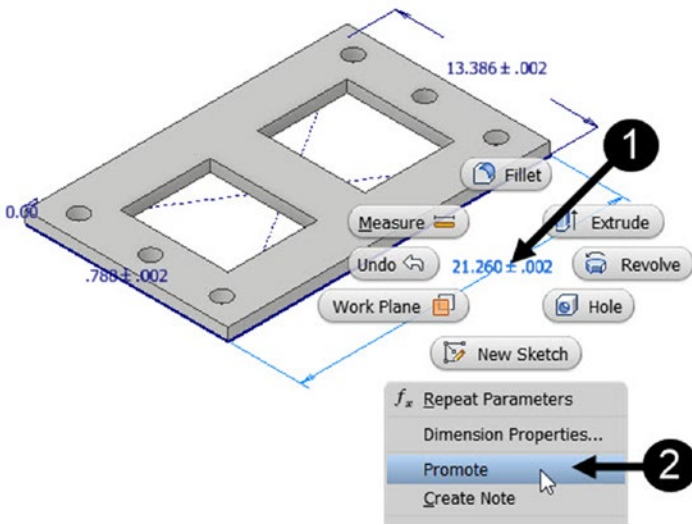 13.386 ± .002
1
Fillet
Measure
Extrude
0.00
Undo
21.260 ± .002
Revolve
.788 ± .002
Work Plane
Hole
New Sketch
fx Repeat Parameters
Dimension Properties...
Promote
2
Create Note